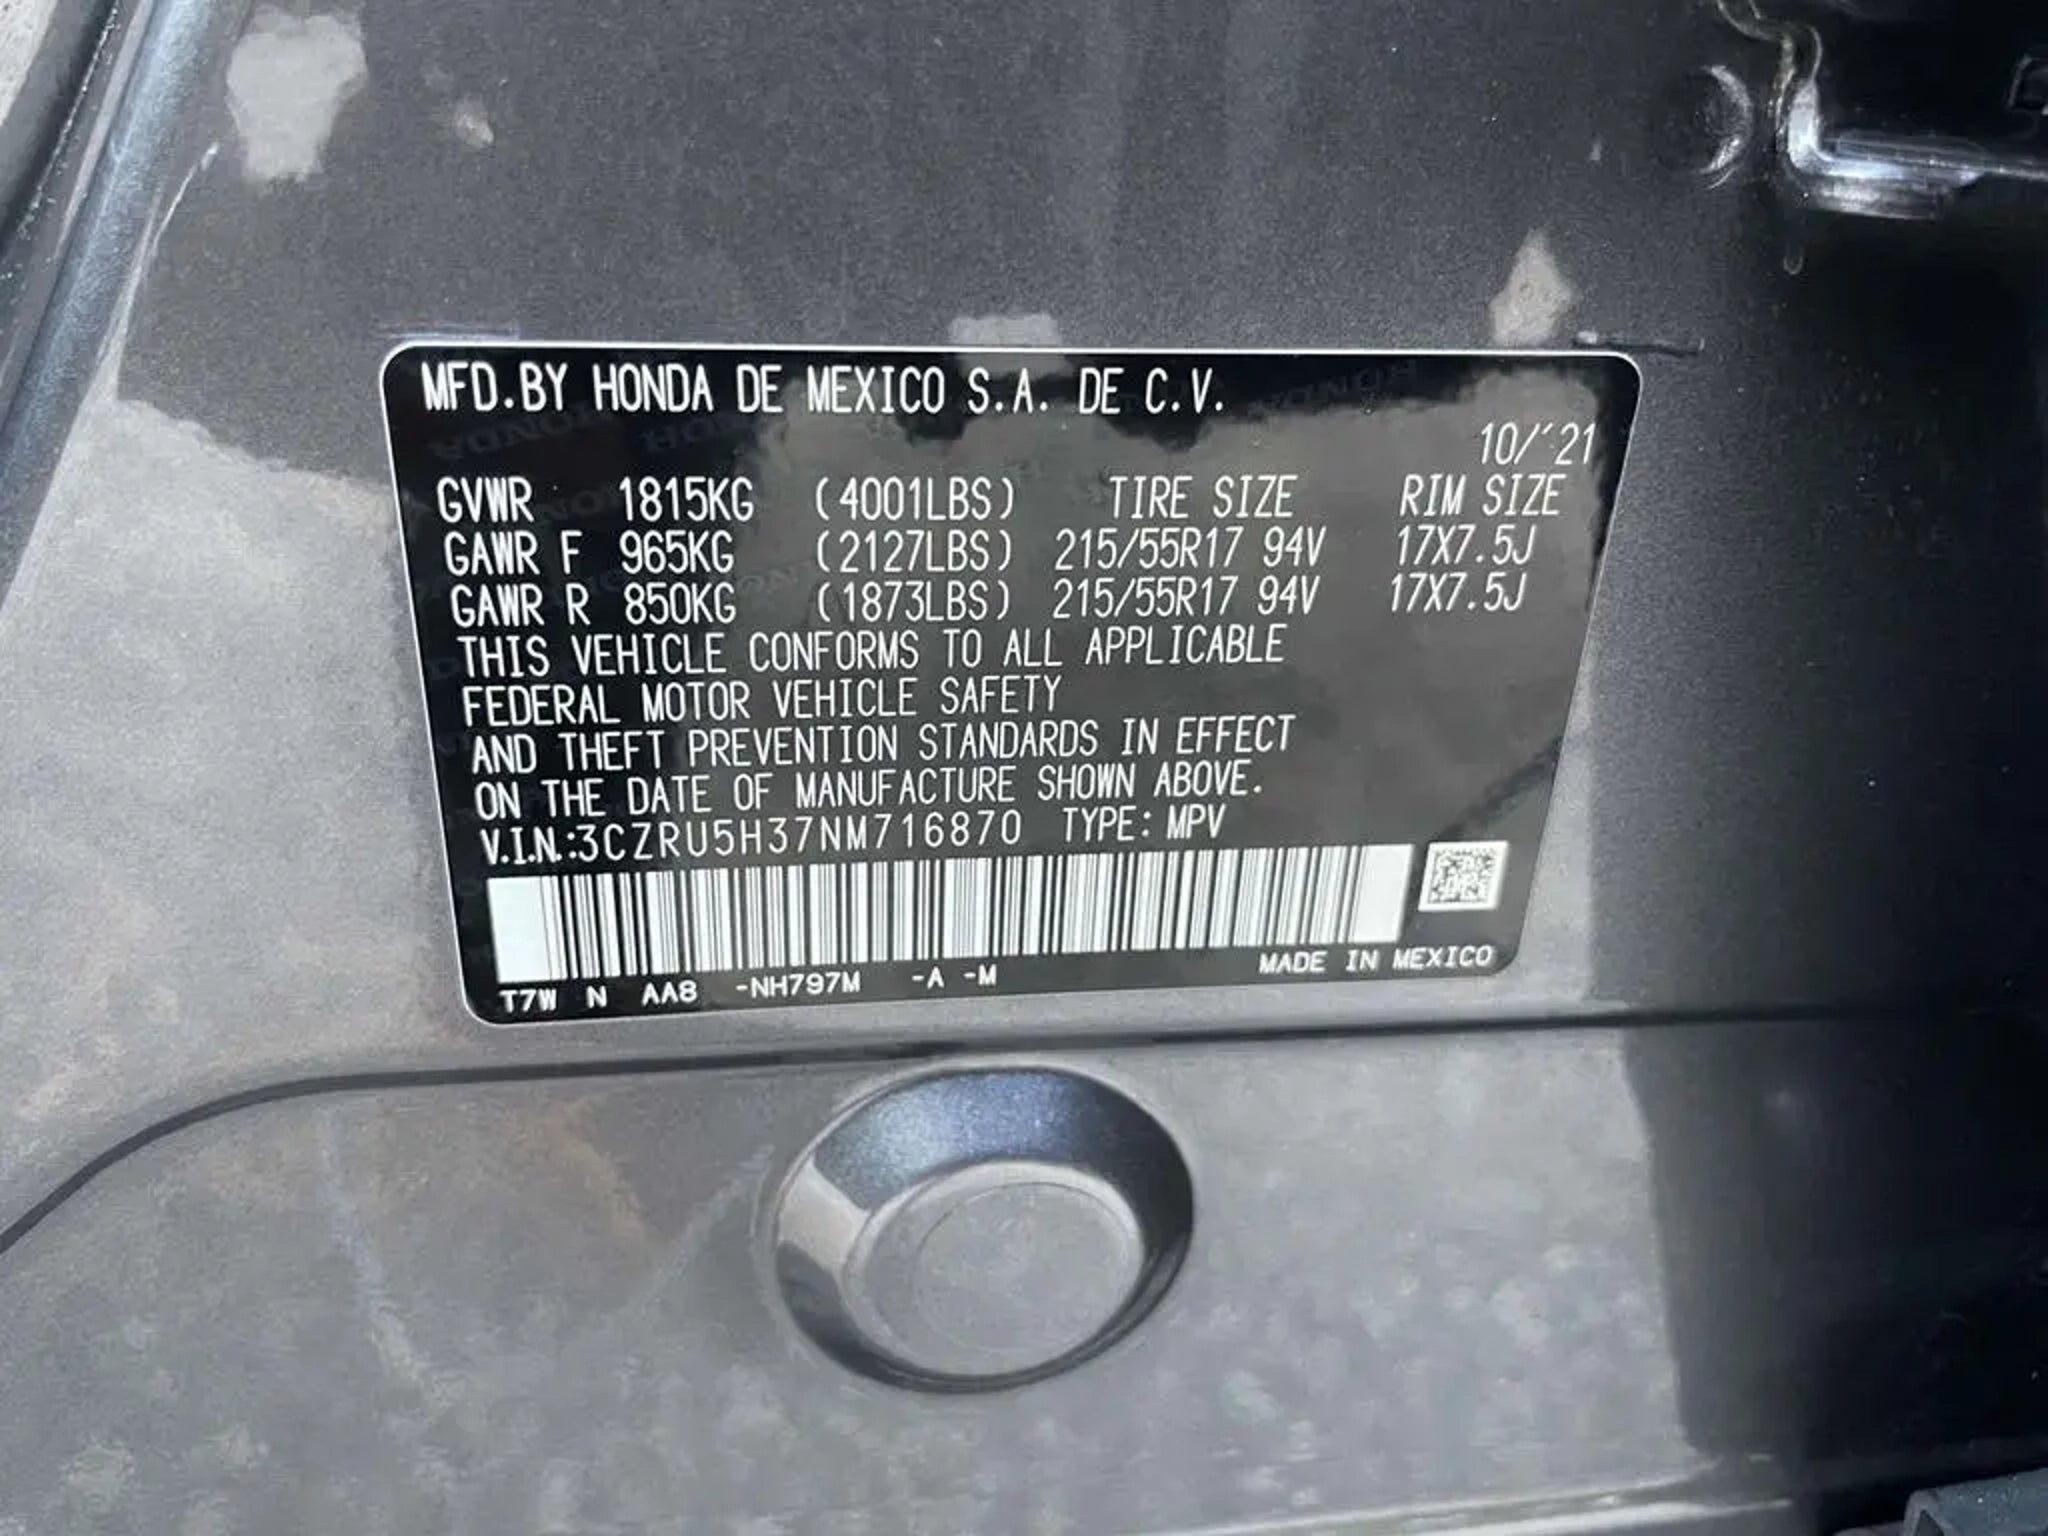 MFD.BY HONDA DE MEXICO S.A. DE C.V.
10/'21
GVWR 1815KG (4001LBS) TIRE SIZE RIM SIZE
GAWR F 965KG (2127LBS) 215/55R17 94V 17X7.5J
GAWR R 850KG (1873LBS) 215/55R17 94V 17X7.5J
THIS VEHICLE CONFORMS TO ALL APPLICABLE
FEDERAL MOTOR VEHICLE SAFETY
AND THEFT PREVENTION STANDARDS IN EFFECT
ON THE DATE OF MANUFACTURE SHOWN ABOVE.
V.I.N.:3CZRU5H37NM716870 TYPE: MPV
T7W N AA8 -NH797M -A -M MADE IN MEXICO